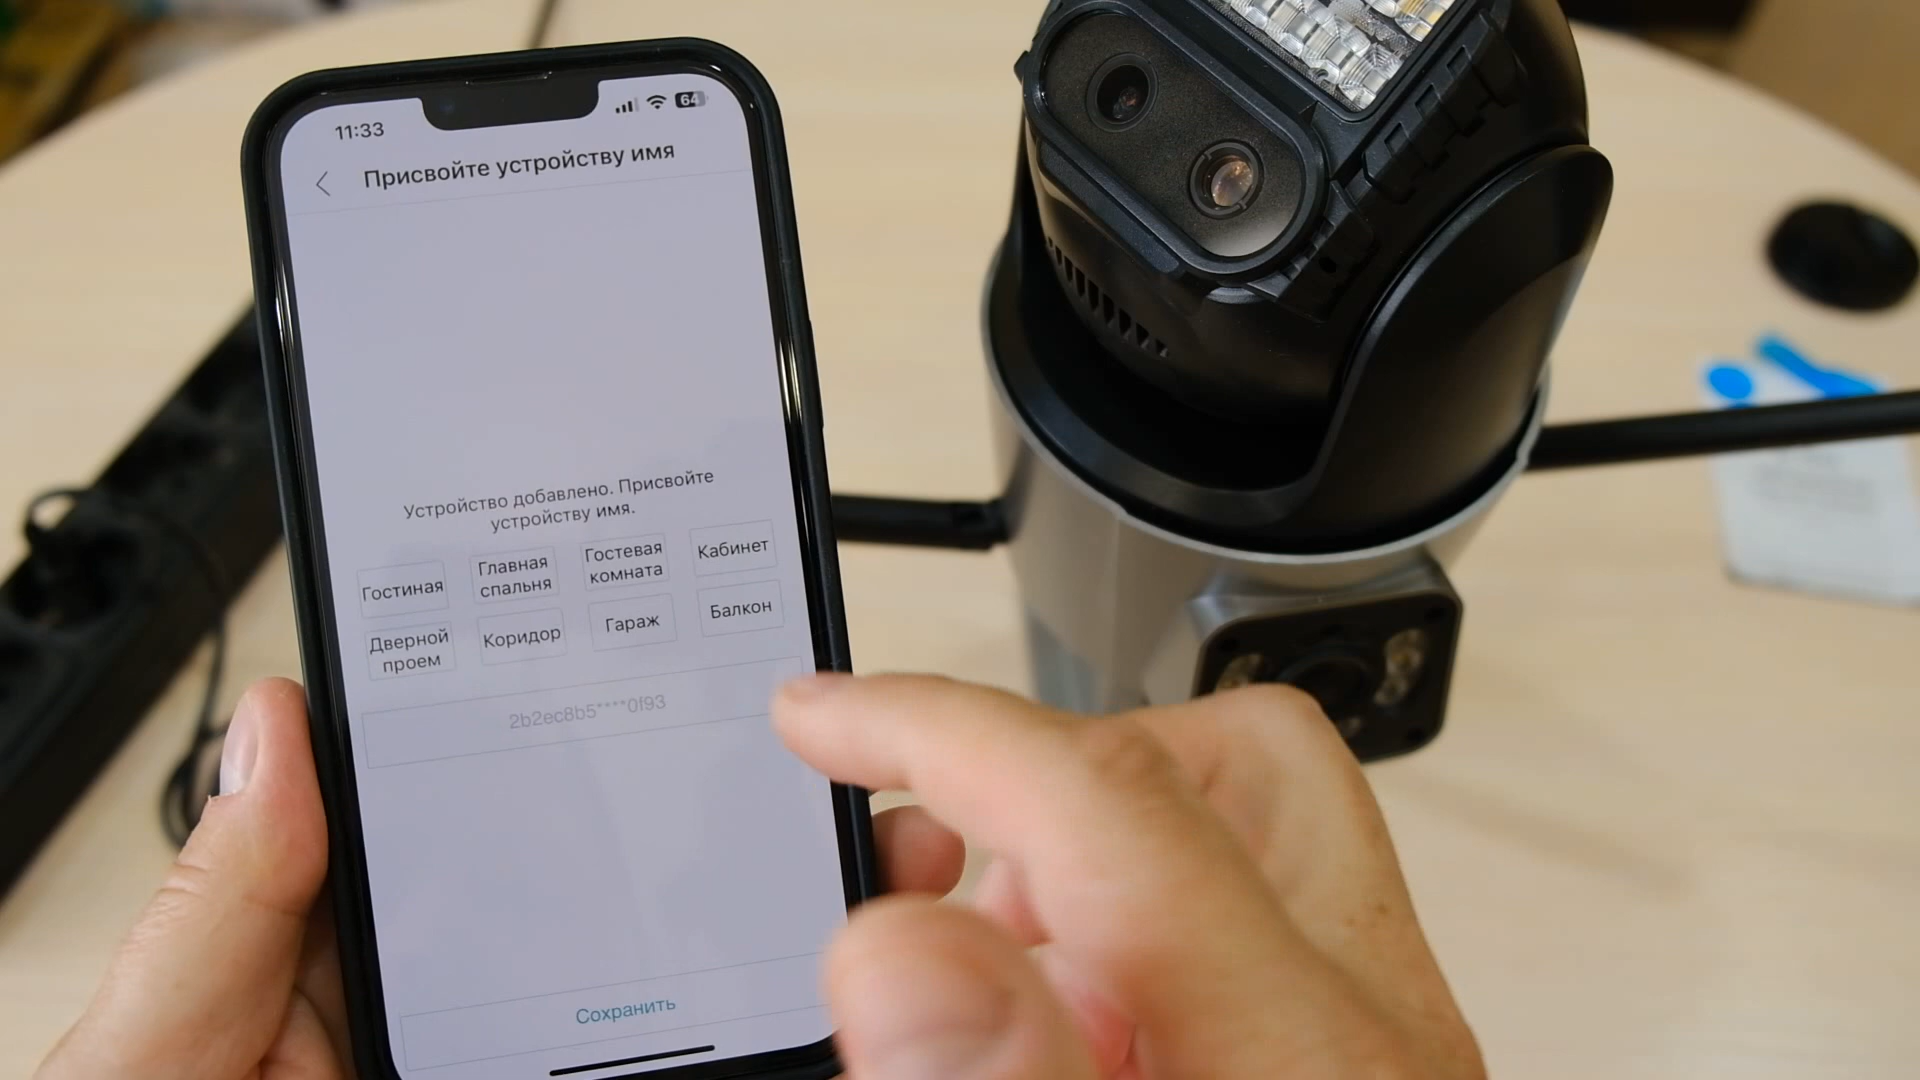 11:33
64
Присвойте устройству имя
Устройство добавлено. Присвойте
устройству имя.
Гостиная
Главная
спальня
Гостевая
комната
Кабинет
Дверной
проем
Коридор
Гараж
Балкон
2b2ec8b5****0f93
Сохранить